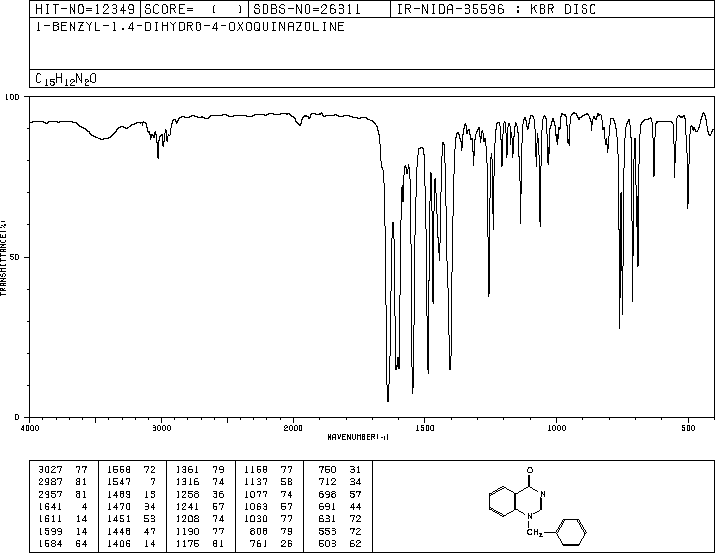 HIT-NO=12349 SCORE= ( ) SDBS-NO=26311 IR-NIDA-35596 : KBR DISC
1-BENZYL-1,4-DIHYDRO-4-OXOQUINAZOLINE
C15H12N2O
100
50
0
TRANSMITTANCE(%)
4000 3000 2000 1500 1000 500
WAVENUMBER(-1)
3027 77 1568 72 1361 79 1168 77 750 31
2987 81 1547 7 1316 74 1137 58 712 34
2957 81 1489 13 1258 36 1077 74 698 57
1641 4 1470 34 1241 57 1063 57 691 44
1611 14 1451 53 1208 74 1030 77 631 72
1599 14 1448 47 1190 77 808 79 553 72
1584 64 1406 14 1175 81 761 26 503 62
O
N
N
CH2